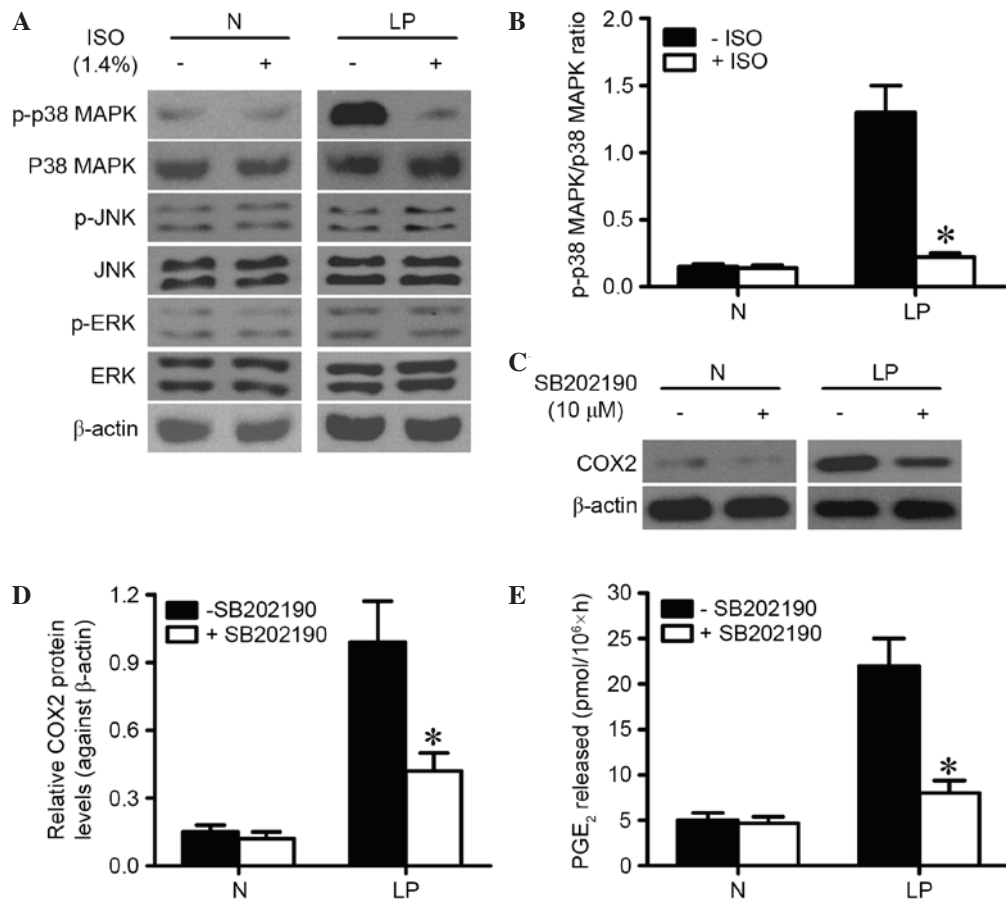 A
N
LP
ISO
(1.4%)
- + - +
p-p38 MAPK
P38 MAPK
p-JNK
JNK
p-ERK
ERK
β-actin
B
p-p38 MAPK/p38 MAPK ratio
2.0
1.5
1.0
0.5
0.0
- ISO
+ ISO
*
N
LP
C
SB202190
(10 μM)
N
LP
- + - +
COX2
β-actin
D
Relative COX2 protein
levels (against β-actin)
1.2
0.9
0.6
0.3
0.0
-SB202190
+ SB202190
*
N
LP
E
PGE₂ released (pmol/10⁶×h)
30
25
20
15
10
5
0
- SB202190
+ SB202190
*
N
LP